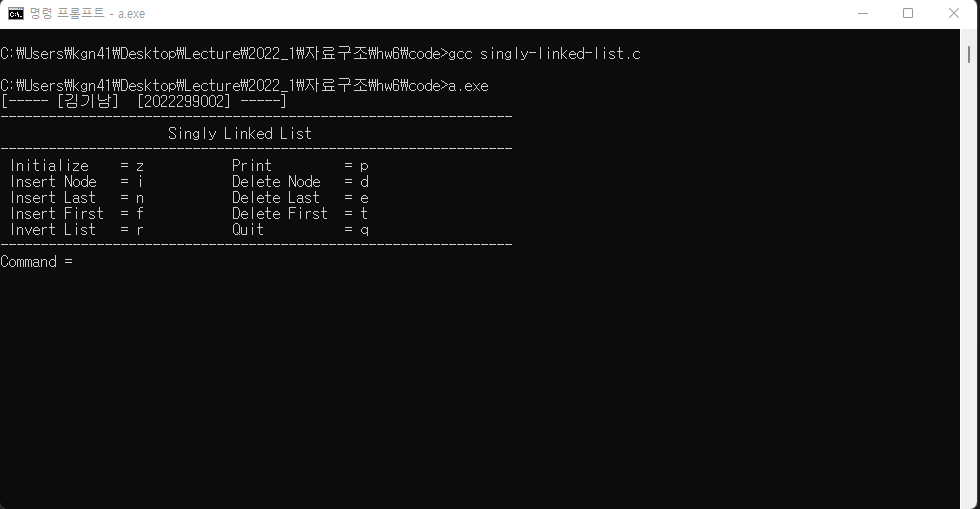 명령 프롬프트 - a.exe
C:₩Users₩kgn41₩Desktop₩Lecture₩2022_1₩자료구조₩hw6₩code>gcc singly-linked-list.c
C:₩Users₩kgn41₩Desktop₩Lecture₩2022_1₩자료구조₩hw6₩code>a.exe
[----- [김기남]  [2022299002] -----]
----------------------------------------------------------------
                     Singly Linked List
----------------------------------------------------------------
 Initialize    = z           Print         = p
 Insert Node   = i           Delete Node   = d
 Insert Last   = n           Delete Last   = e
 Insert First  = f           Delete First  = t
 Invert List   = r           Quit          = q
----------------------------------------------------------------
Command =